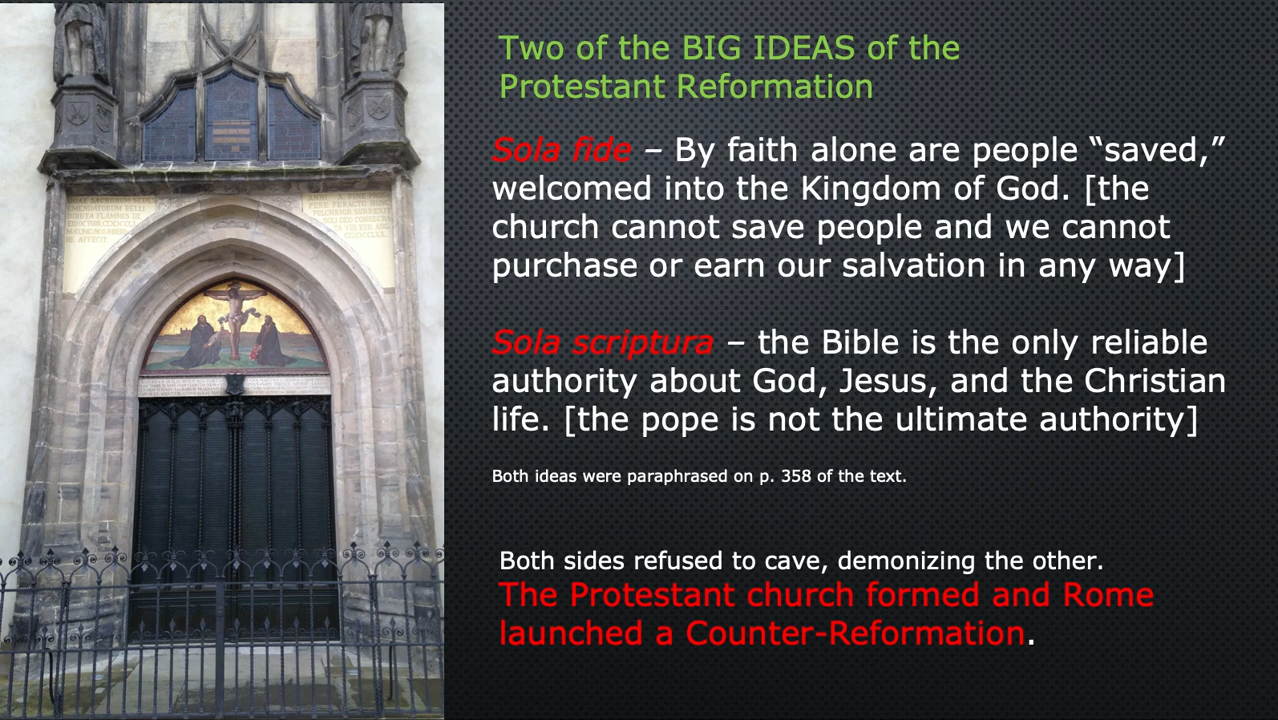 Two of the BIG IDEAS of the
Protestant Reformation
Sola fide – By faith alone are people “saved,”
welcomed into the Kingdom of God. [the
church cannot save people and we cannot
purchase or earn our salvation in any way]
Sola scriptura – the Bible is the only reliable
authority about God, Jesus, and the Christian
life. [the pope is not the ultimate authority]
Both ideas were paraphrased on p. 358 of the text.
Both sides refused to cave, demonizing the other.
The Protestant church formed and Rome
launched a Counter-Reformation.